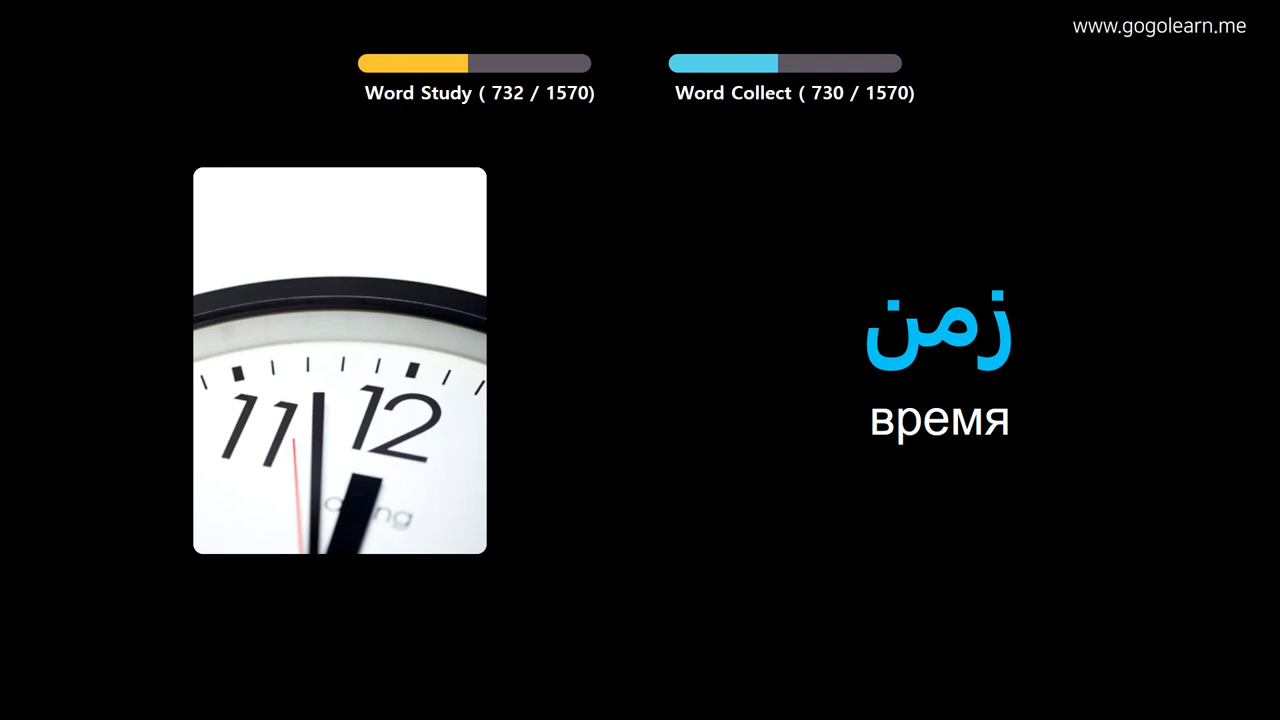 www.gogolearn.me
Word Study ( 732 / 1570)
Word Collect ( 730 / 1570)
11
12
زمن
время